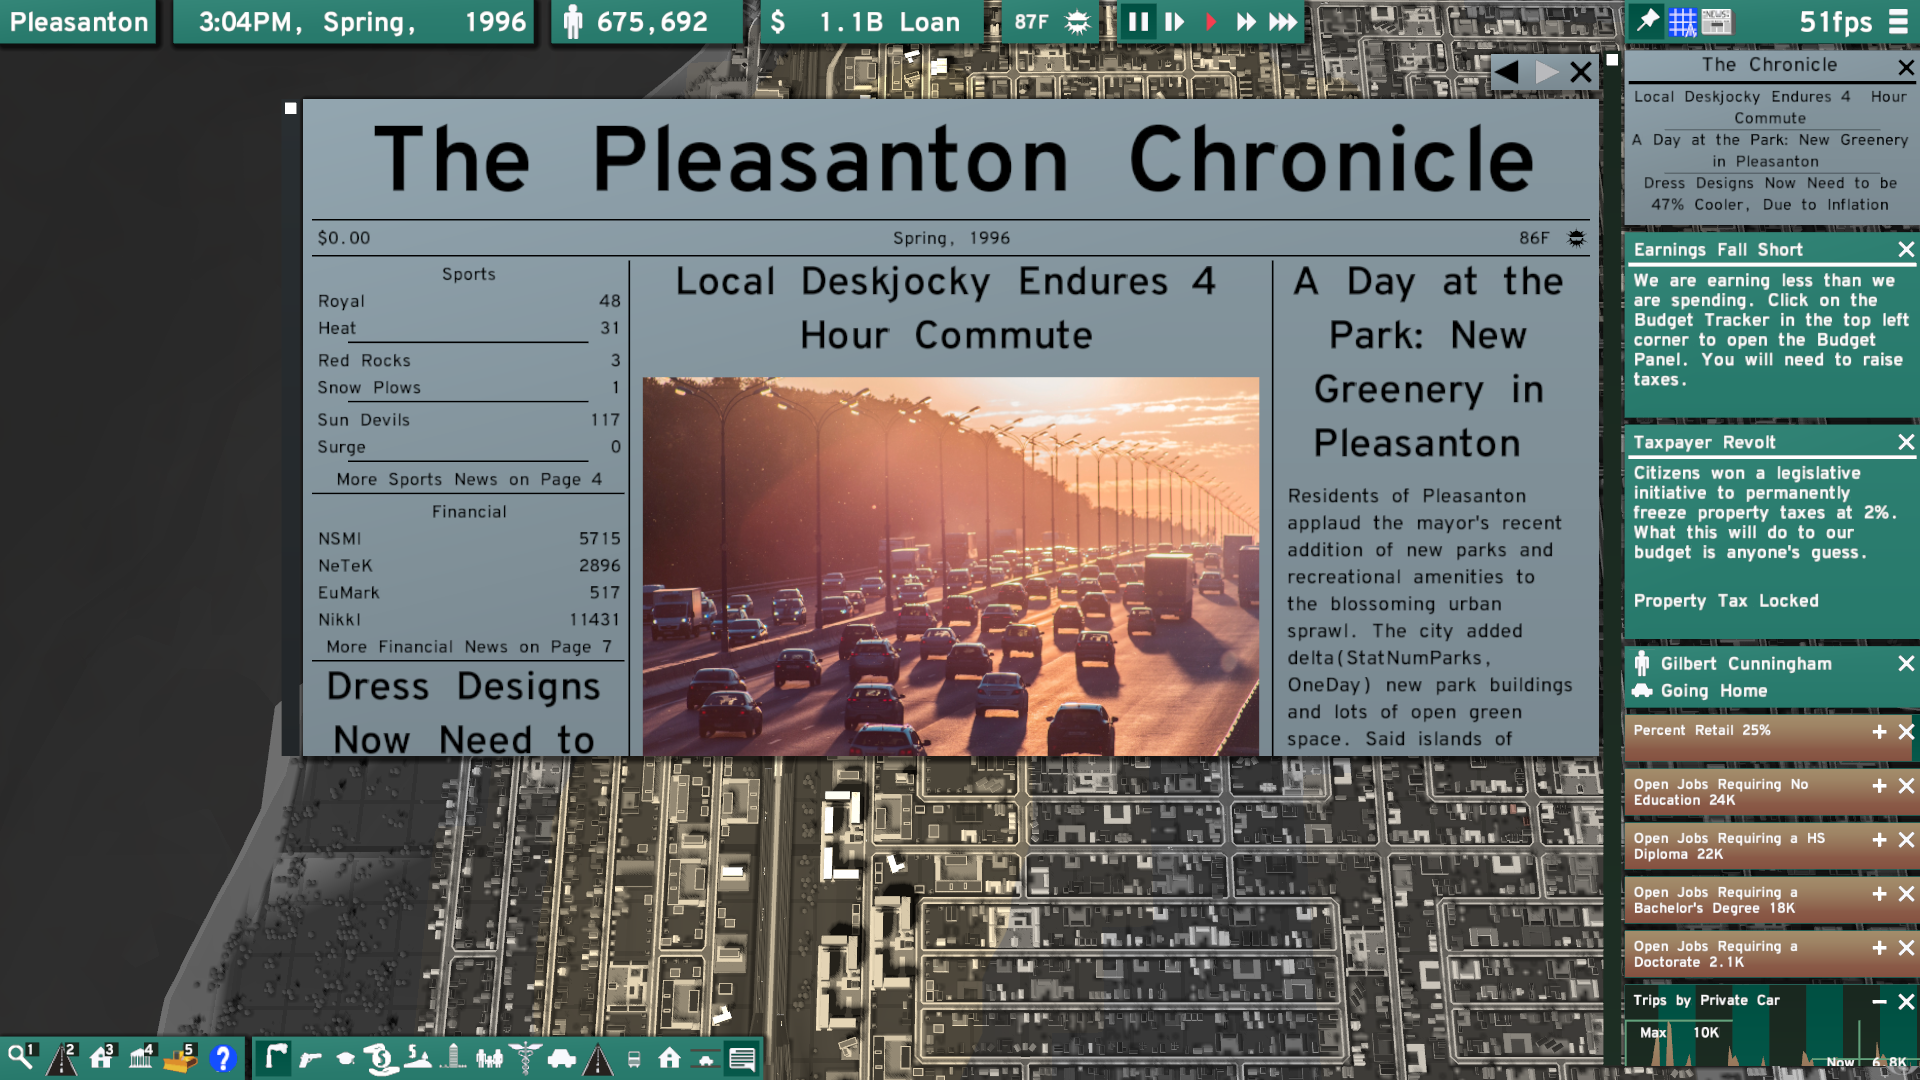 Pleasanton
3:04PM, Spring, 1996
675,692
$ 1.1B Loan
87F
NEWS
51fps
The Pleasanton Chronicle
$0.00
Spring, 1996
86F
Sports
Royal 48
Heat 31
Red Rocks 3
Snow Plows 1
Sun Devils 117
Surge 0
More Sports News on Page 4
Financial
NSMI 5715
NeTeK 2896
EuMark 517
NikkI 11431
More Financial News on Page 7
Dress Designs
Now Need to
Local Deskjocky Endures 4
Hour Commute
A Day at the
Park: New
Greenery in
Pleasanton
Residents of Pleasanton
applaud the mayor's recent
addition of new parks and
recreational amenities to
the blossoming urban
sprawl. The city added
delta(StatNumParks,
OneDay) new park buildings
and lots of open green
space. Said islands of
The Chronicle
Local Deskjocky Endures 4 Hour
Commute
A Day at the Park: New Greenery
in Pleasanton
Dress Designs Now Need to be
47% Cooler, Due to Inflation
Earnings Fall Short
We are earning less than we
are spending. Click on the
Budget Tracker in the top left
corner to open the Budget
Panel. You will need to raise
taxes.
Taxpayer Revolt
Citizens won a legislative
initiative to permanently
freeze property taxes at 2%.
What this will do to our
budget is anyone's guess.
Property Tax Locked
Gilbert Cunningham
Going Home
Percent Retail 25%
Open Jobs Requiring No
Education 24K
Open Jobs Requiring a HS
Diploma 22K
Open Jobs Requiring a
Bachelor's Degree 18K
Open Jobs Requiring a
Doctorate 2.1K
Trips by Private Car
Max 10K
Now 6.8K
1 2 3 4 5 ?